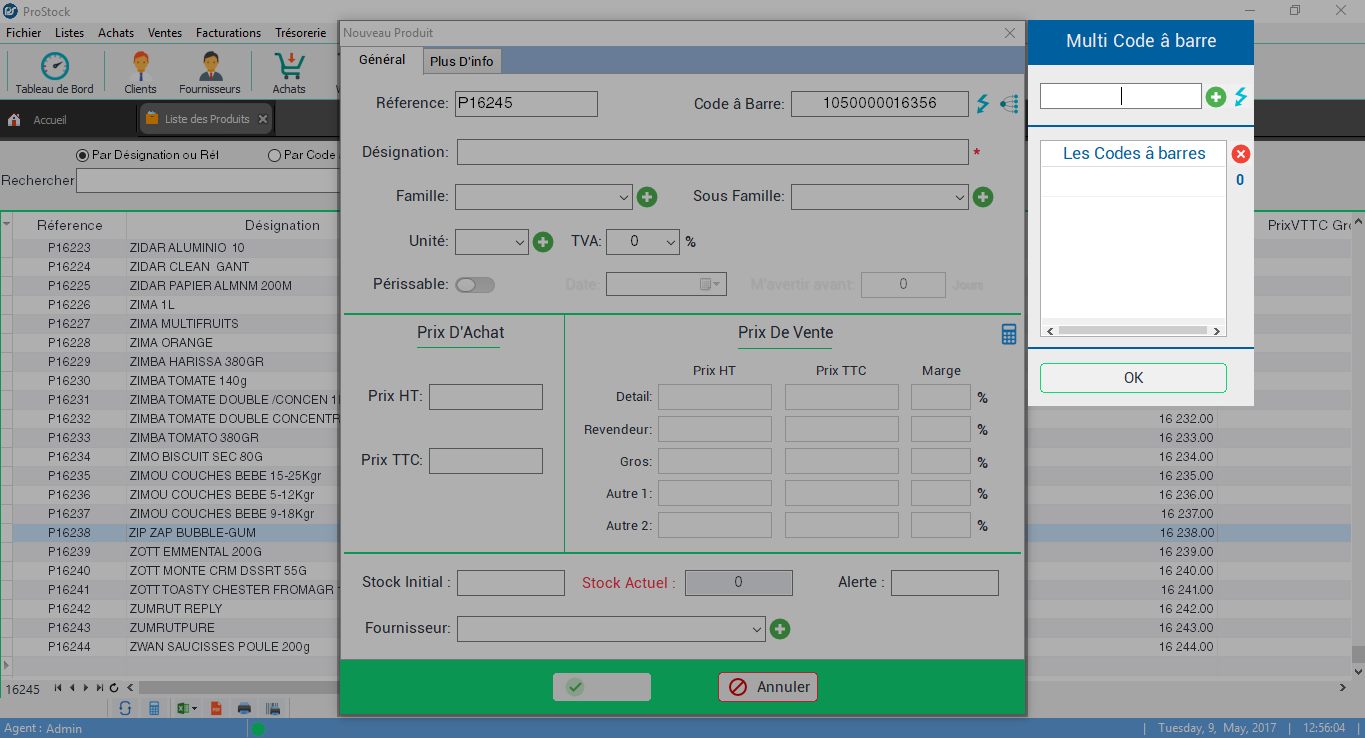 ProStock
Fichier Listes Achats Ventes Facturations Trésorerie
Tableau de Bord Clients Fournisseurs Achats
Accueil Liste des Produits
Par Désignation ou Réf Par Code
Rechercher
Réference Désignation PrixVTTC Gr
P16223 ZIDAR ALUMINIO 10
P16224 ZIDAR CLEAN GANT
P16225 ZIDAR PAPIER ALMNM 200M
P16226 ZIMA 1L
P16227 ZIMA MULTIFRUITS
P16228 ZIMA ORANGE
P16229 ZIMBA HARISSA 380GR
P16230 ZIMBA TOMATE 140g
P16231 ZIMBA TOMATE DOUBLE /CONCEN 1
P16232 ZIMBA TOMATE DOUBLE CONCENTR 16 232.00
P16233 ZIMBA TOMATO 380GR 16 233.00
P16234 ZIMO BISCUIT SEC 80G 16 234.00
P16235 ZIMOU COUCHES BEBE 15-25Kgr 16 235.00
P16236 ZIMOU COUCHES BEBE 5-12Kgr 16 236.00
P16237 ZIMOU COUCHES BEBE 9-18Kgr 16 237.00
P16238 ZIP ZAP BUBBLE-GUM 16 238.00
P16239 ZOTT EMMENTAL 200G 16 239.00
P16240 ZOTT MONTE CRM DSSRT 55G 16 240.00
P16241 ZOTT TOASTY CHESTER FROMAGR 16 241.00
P16242 ZUMRUT REPLY 16 242.00
P16243 ZUMRUTPURE 16 243.00
P16244 ZWAN SAUCISSES POULE 200g 16 244.00
16245
Agent : Admin
Tuesday, 9, May, 2017 | 12:56:04
Nouveau Produit
Général Plus D'info
Réference: P16245 Code â Barre: 1050000016356
Désignation: *
Famille: Sous Famille:
Unité: TVA: 0 %
Périssable: Date: M'avertir avant: 0 Jours
Prix D'Achat
Prix HT:
Prix TTC:
Prix De Vente
Prix HT Prix TTC Marge
Detail: %
Revendeur: %
Gros: %
Autre 1: %
Autre 2: %
Stock Initial : Stock Actuel : 0 Alerte :
Fournisseur:
Annuler
Multi Code â barre
Les Codes â barres
0
OK